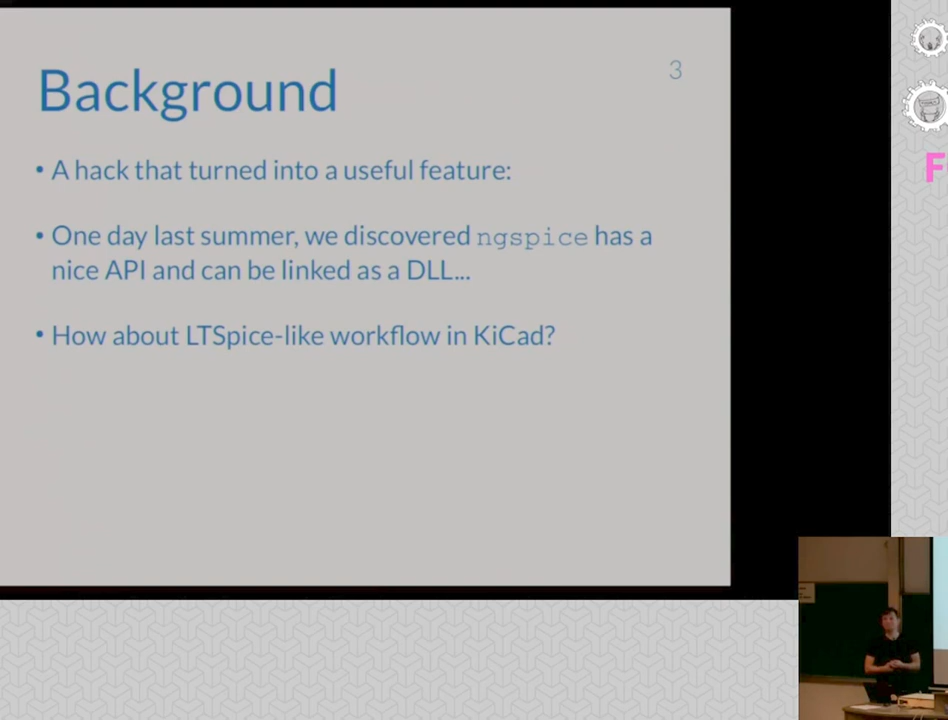 Background
3
• A hack that turned into a useful feature:
• One day last summer, we discovered ngspice has a
nice API and can be linked as a DLL...
• How about LTSpice-like workflow in KiCad?
F